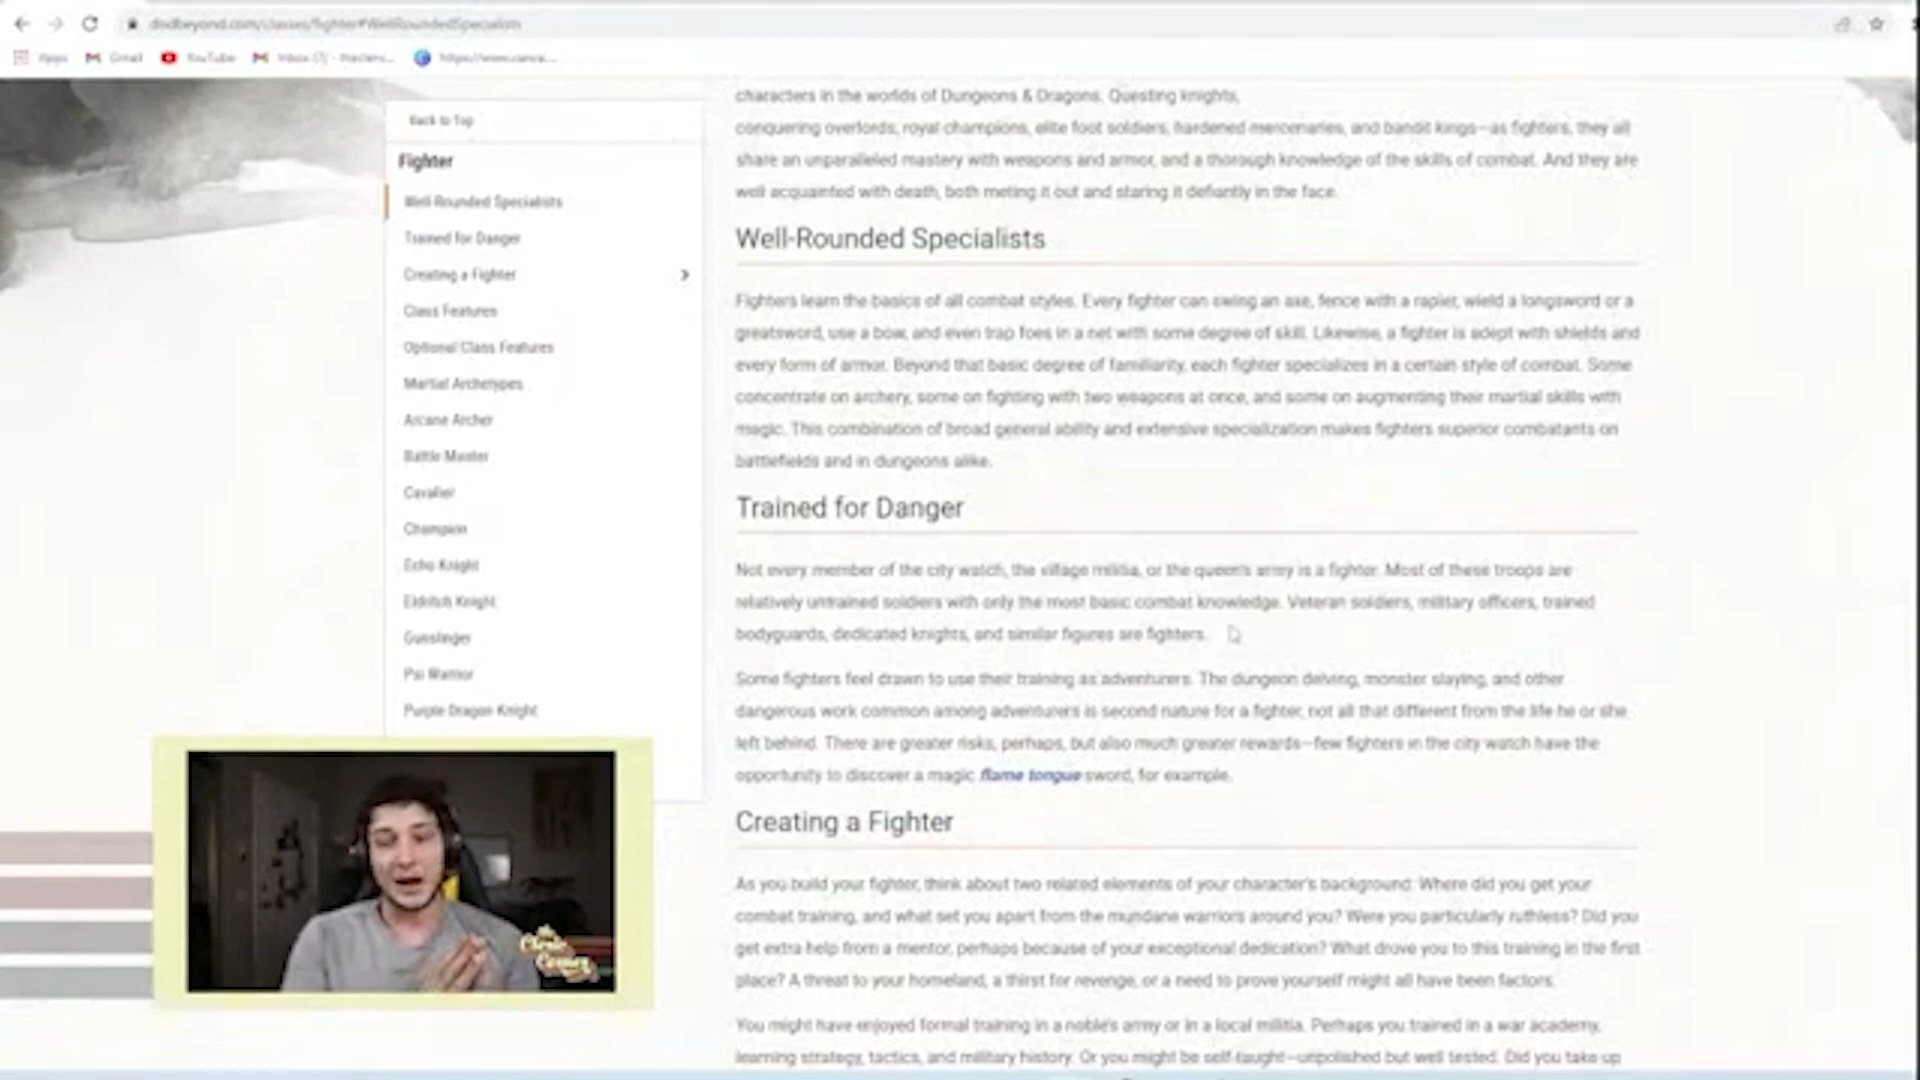 dndbeyond.com/classes/fighter#WellRoundedSpecialists
Apps Gmail YouTube
Back to Top
Fighter
Well-Rounded Specialists
Trained for Danger
Creating a Fighter
Class Features
Optional Class Features
Martial Archetypes
Arcane Archer
Battle Master
Cavalier
Champion
Echo Knight
Eldritch Knight
Gunslinger
Psi Warrior
Purple Dragon Knight
characters in the worlds of Dungeons & Dragons. Questing knights,
conquering overlords, royal champions, elite foot soldiers, hardened mercenaries, and bandit kings—as fighters, they all
share an unparalleled mastery with weapons and armor, and a thorough knowledge of the skills of combat. And they are
well acquainted with death, both meting it out and staring it defiantly in the face.
Well-Rounded Specialists
Fighters learn the basics of all combat styles. Every fighter can swing an axe, fence with a rapier, wield a longsword or a
greatsword, use a bow, and even trap foes in a net with some degree of skill. Likewise, a fighter is adept with shields and
every form of armor. Beyond that basic degree of familiarity, each fighter specializes in a certain style of combat. Some
concentrate on archery, some on fighting with two weapons at once, and some on augmenting their martial skills with
magic. This combination of broad general ability and extensive specialization makes fighters superior combatants on
battlefields and in dungeons alike.
Trained for Danger
Not every member of the city watch, the village militia, or the queen's army is a fighter. Most of these troops are
relatively untrained soldiers with only the most basic combat knowledge. Veteran soldiers, military officers, trained
bodyguards, dedicated knights, and similar figures are fighters.
Some fighters feel drawn to use their training as adventurers. The dungeon delving, monster slaying, and other
dangerous work common among adventurers is second nature for a fighter, not all that different from the life he or she
left behind. There are greater risks, perhaps, but also much greater rewards—few fighters in the city watch have the
opportunity to discover a magic flame tongue sword, for example.
Creating a Fighter
As you build your fighter, think about two related elements of your character's background: Where did you get your
combat training, and what set you apart from the mundane warriors around you? Were you particularly ruthless? Did you
get extra help from a mentor, perhaps because of your exceptional dedication? What drove you to this training in the first
place? A threat to your homeland, a thirst for revenge, or a need to prove yourself might all have been factors.
You might have enjoyed formal training in a noble's army or in a local militia. Perhaps you trained in a war academy,
learning strategy, tactics, and military history. Or you might be self-taught—unpolished but well tested. Did you take up
The
Cleric
Corner